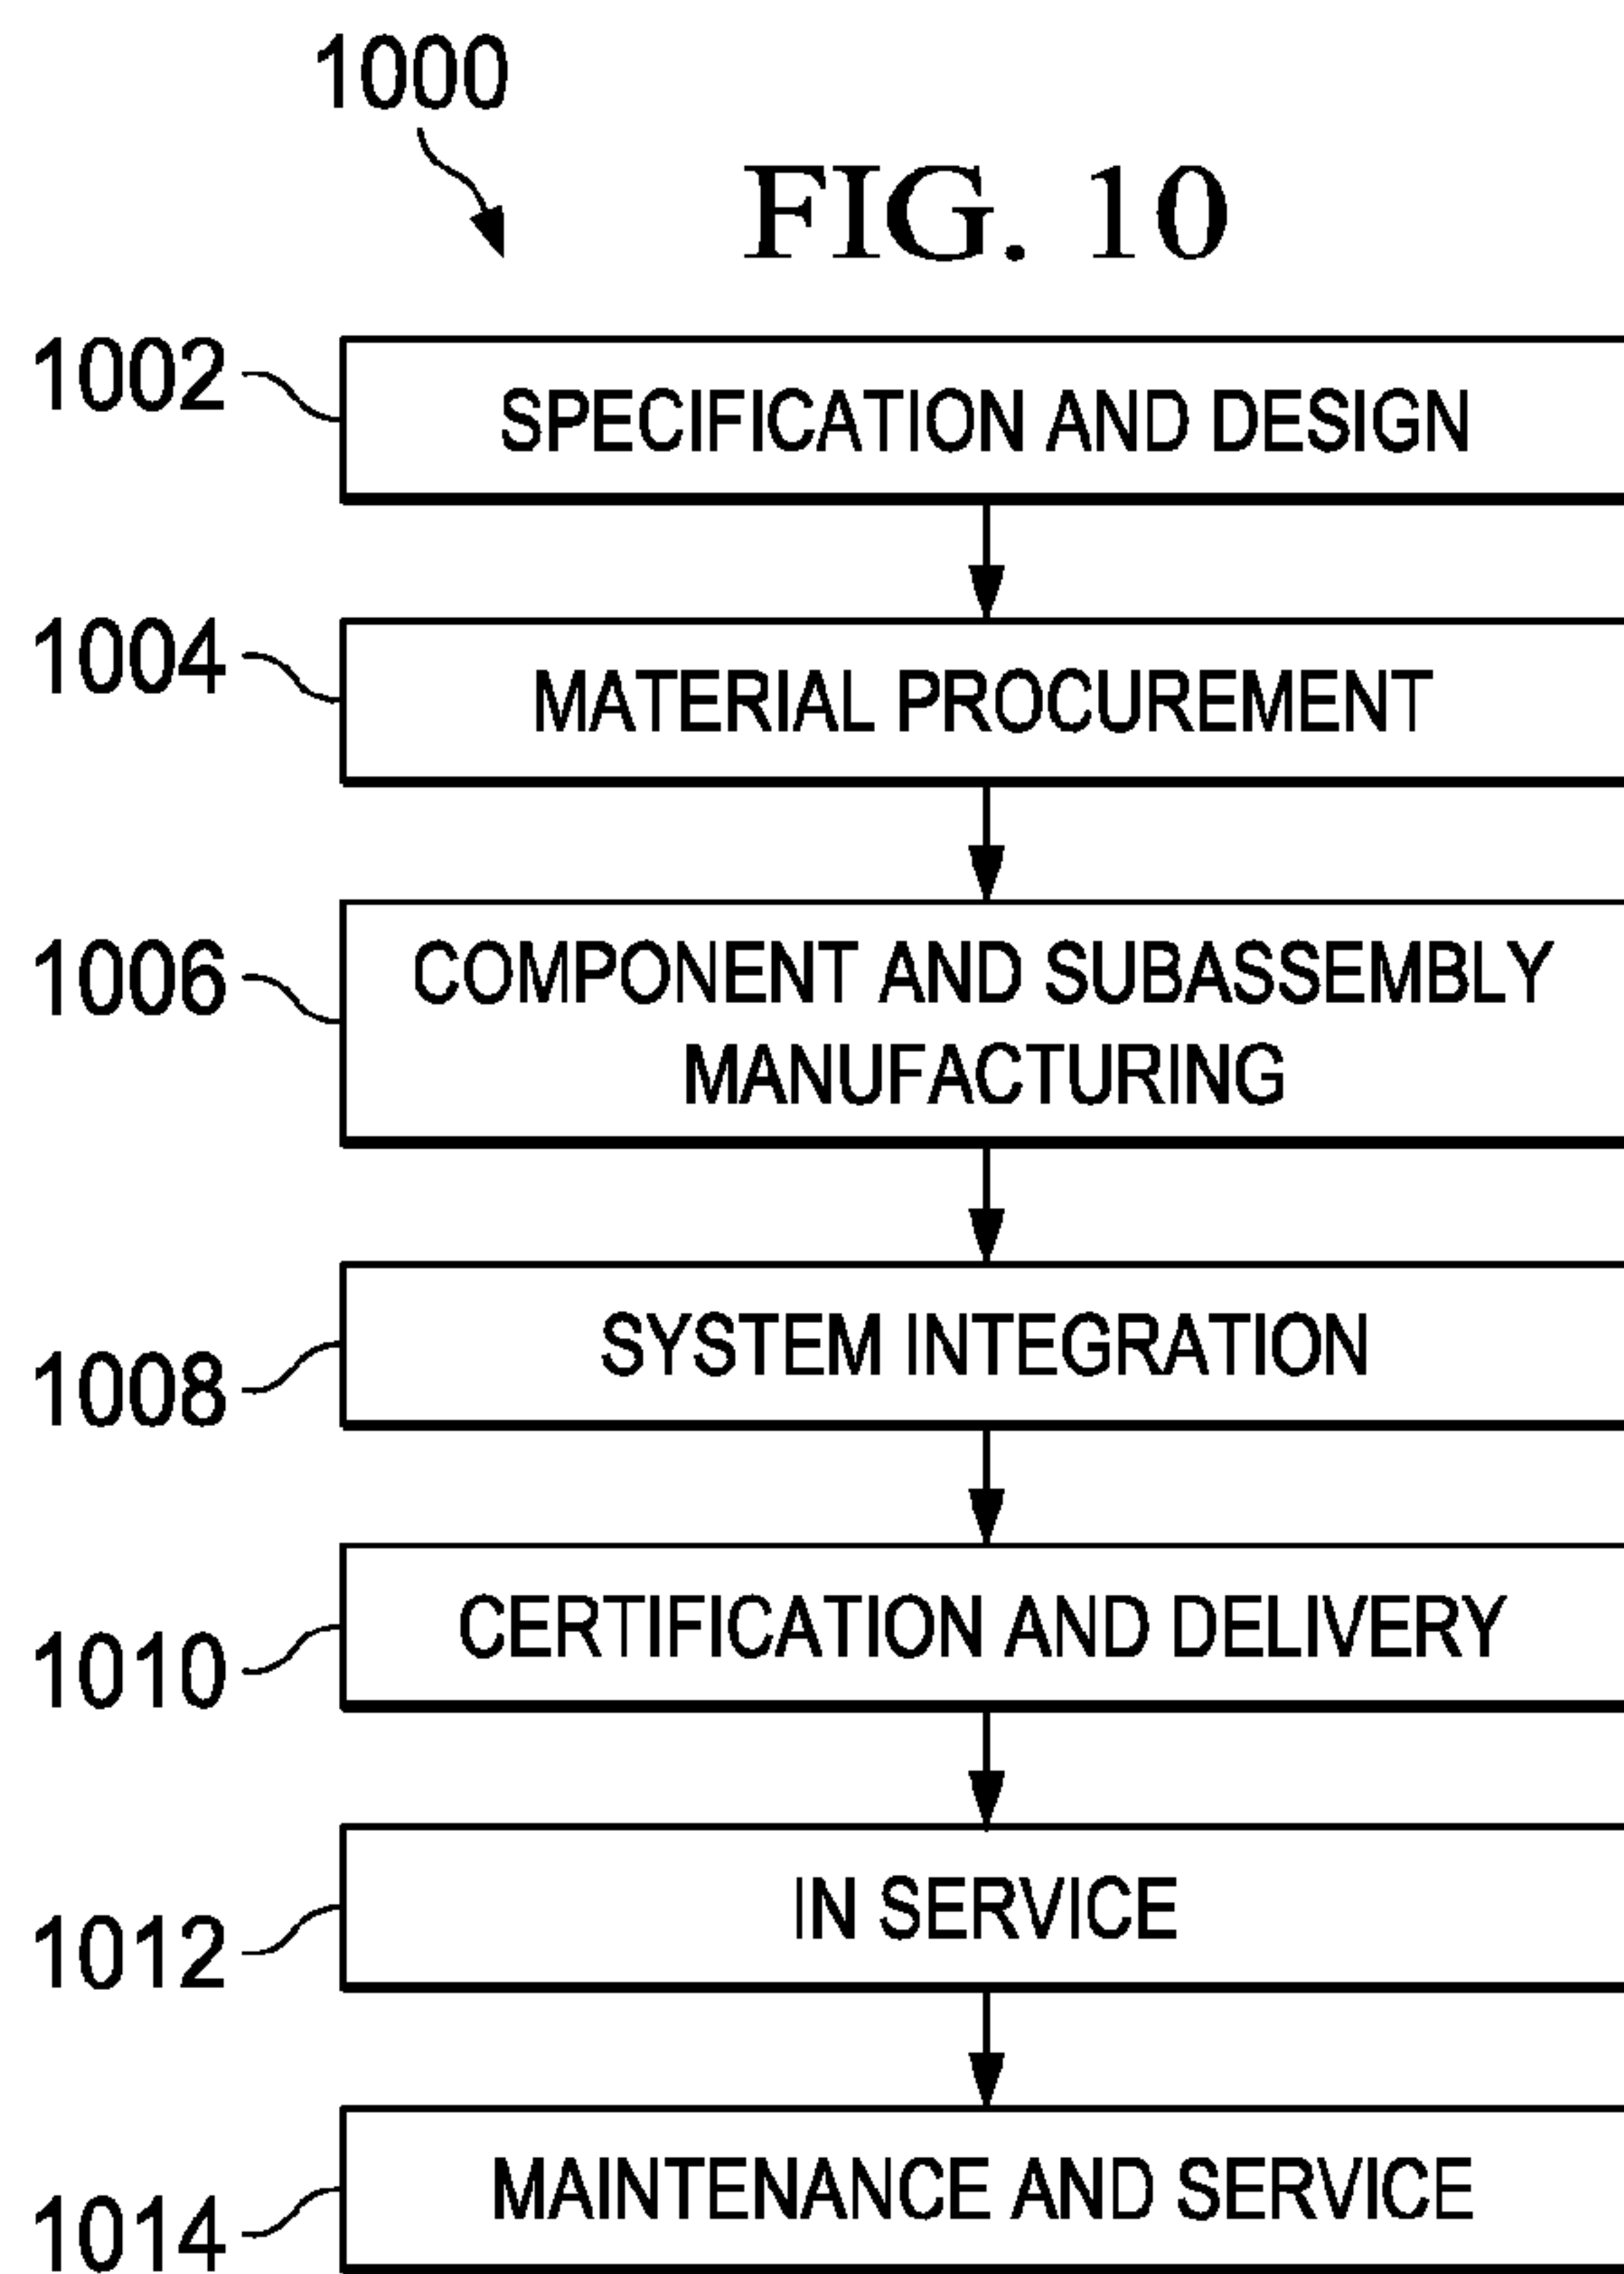 1000
FIG. 10
1002
SPECIFICATION AND DESIGN
1004
MATERIAL PROCUREMENT
1006
COMPONENT AND SUBASSEMBLY
MANUFACTURING
1008
SYSTEM INTEGRATION
1010
CERTIFICATION AND DELIVERY
1012
IN SERVICE
1014
MAINTENANCE AND SERVICE